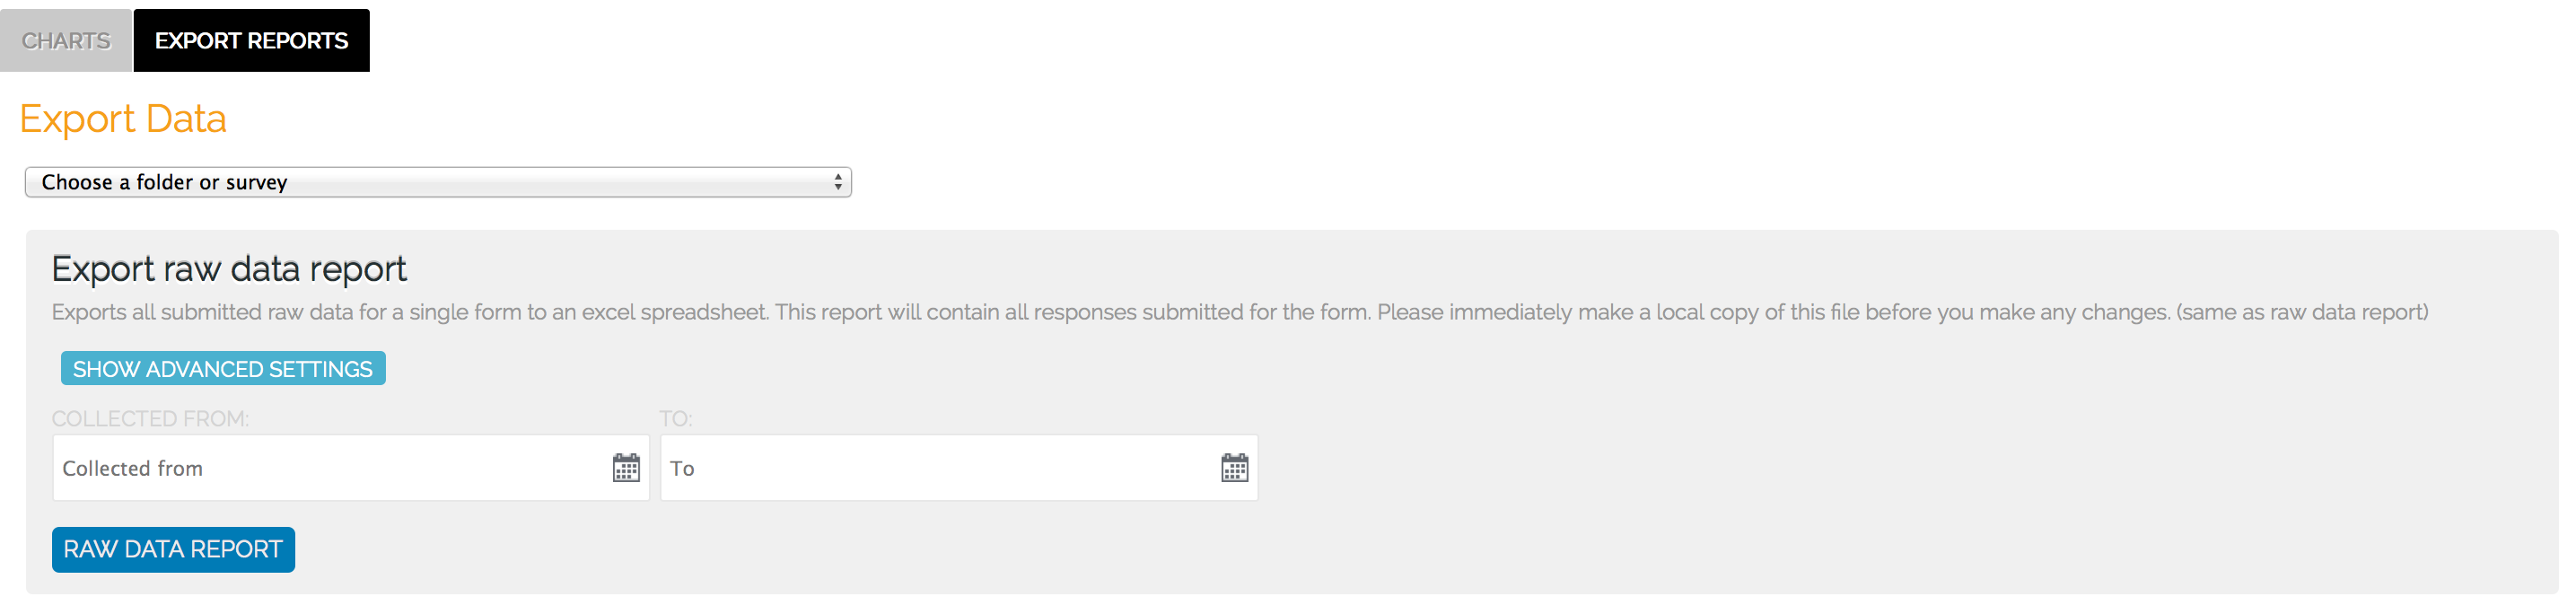 CHARTS EXPORT REPORTS
Export Data
Choose a folder or survey
Export raw data report
Exports all submitted raw data for a single form to an excel spreadsheet. This report will contain all responses submitted for the form. Please immediately make a local copy of this file before you make any changes. (same as raw data report)
SHOW ADVANCED SETTINGS
COLLECTED FROM: TO:
Collected from To
RAW DATA REPORT